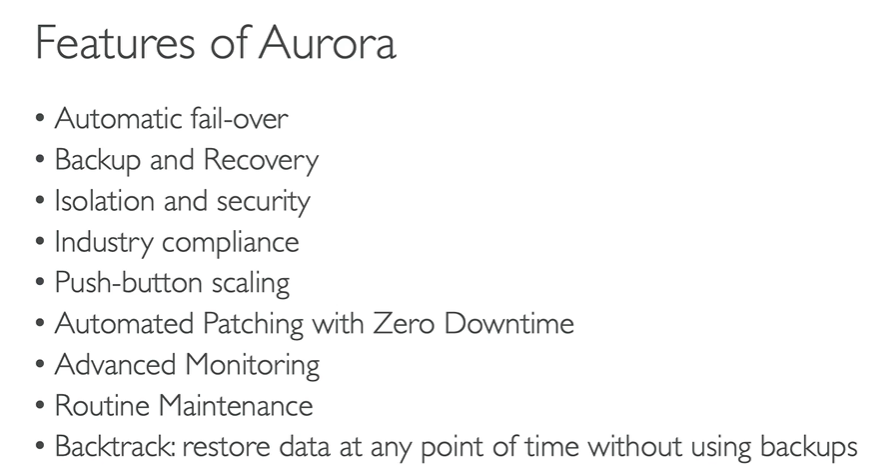 Features of Aurora
• Automatic fail-over
• Backup and Recovery
• Isolation and security
• Industry compliance
• Push-button scaling
• Automated Patching with Zero Downtime
• Advanced Monitoring
• Routine Maintenance
• Backtrack: restore data at any point of time without using backups